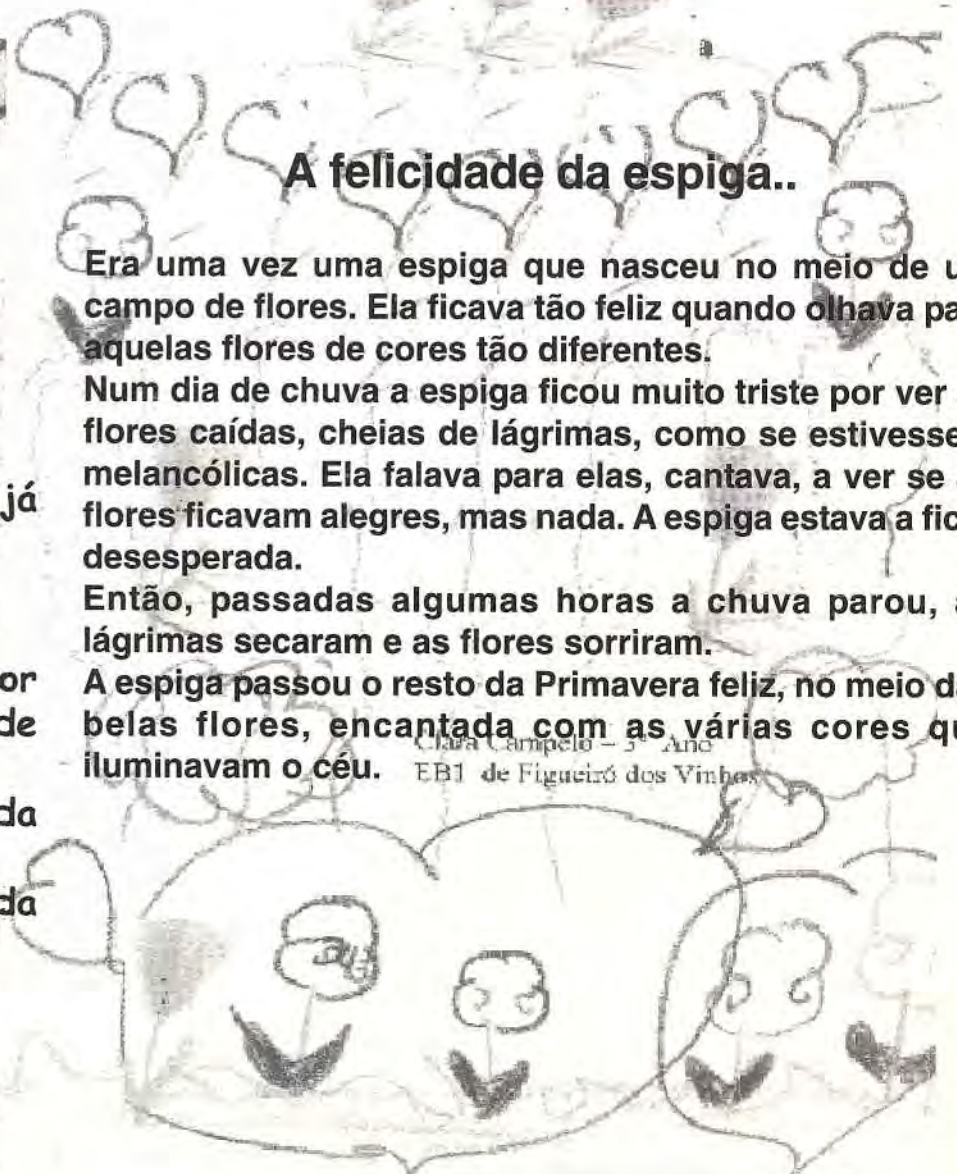 A felicidade da espiga..
Era uma vez uma espiga que nasceu no meio de u
campo de flores. Ela ficava tão feliz quando olhava pa
aquelas flores de cores tão diferentes.
Num dia de chuva a espiga ficou muito triste por ver
flores caídas, cheias de lágrimas, como se estivesse
melancólicas. Ela falava para elas, cantava, a ver se
flores ficavam alegres, mas nada. A espiga estava a fic
desesperada.
Então, passadas algumas horas a chuva parou, a
lágrimas secaram e as flores sorriram.
A espiga passou o resto da Primavera feliz, no meio da
belas flores, encantada com as várias cores qu
iluminavam o céu.
Clara Campelo – 3º Ano
EB1 de Figueiró dos Vinhos
já
or
de
da
da